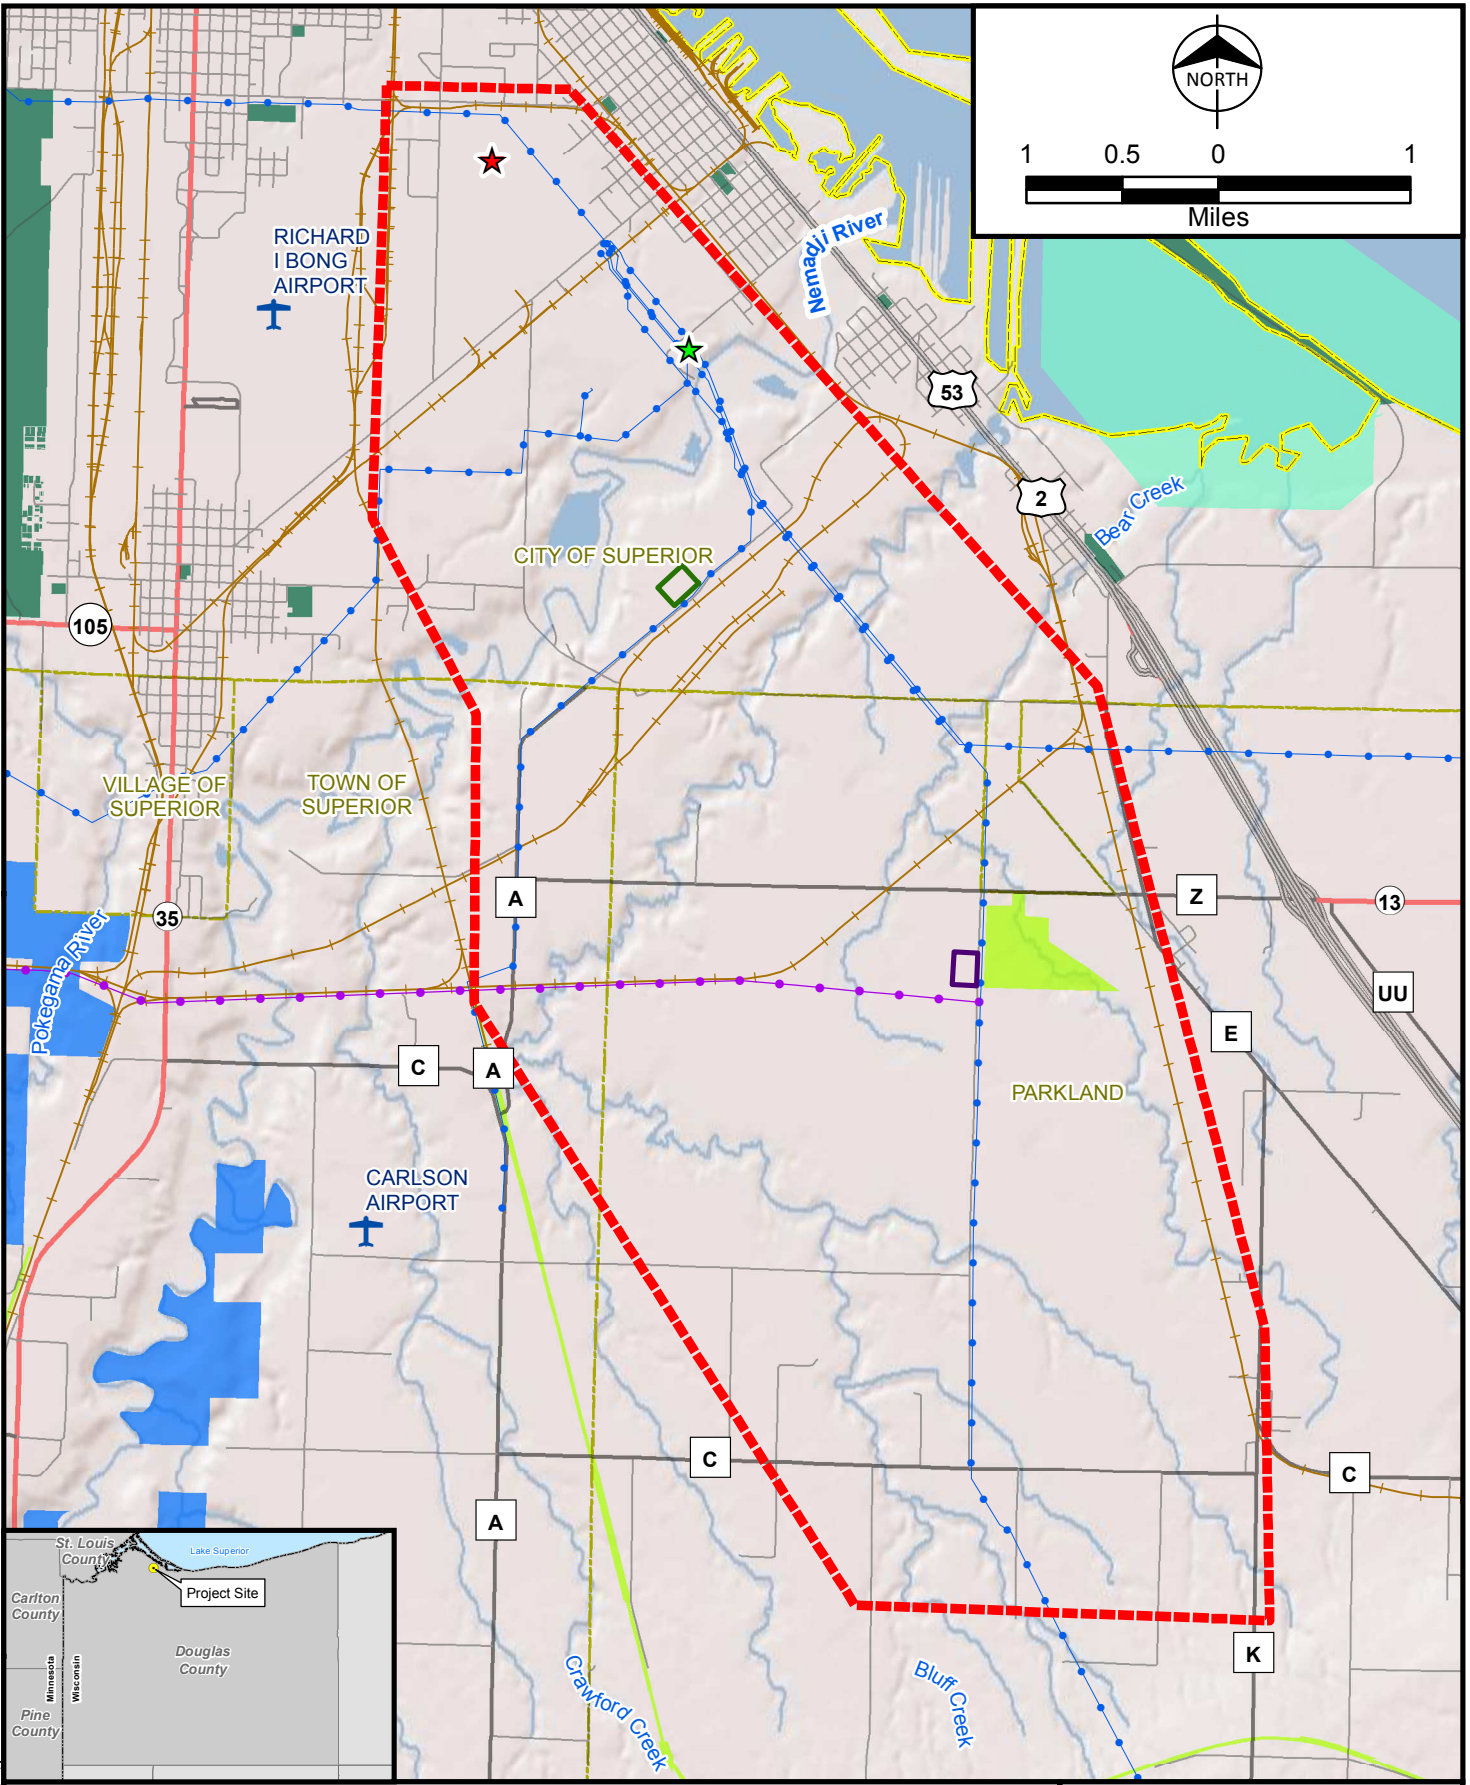 NORTH
1 0.5 0 1
Miles
RICHARD
I BONG
AIRPORT
Nemadji River
53
2
Bear Creek
CITY OF SUPERIOR
105
VILLAGE OF
SUPERIOR
TOWN OF
SUPERIOR
A
Z
13
35
Pokegama River
UU
E
C
A
PARKLAND
CARLSON
AIRPORT
C
C
A
K
Crawford Creek
Bluff Creek
St. Louis
County
Lake Superior
Project Site
Carlton
County
Douglas
County
Minnesota
Wisconsin
Pine
County